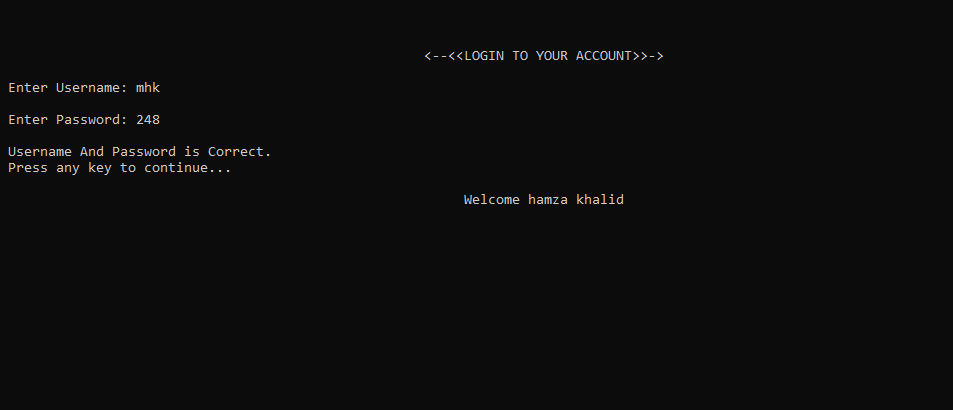 <--<<LOGIN TO YOUR ACCOUNT>>->
Enter Username: mhk
Enter Password: 248
Username And Password is Correct.
Press any key to continue...
Welcome hamza khalid